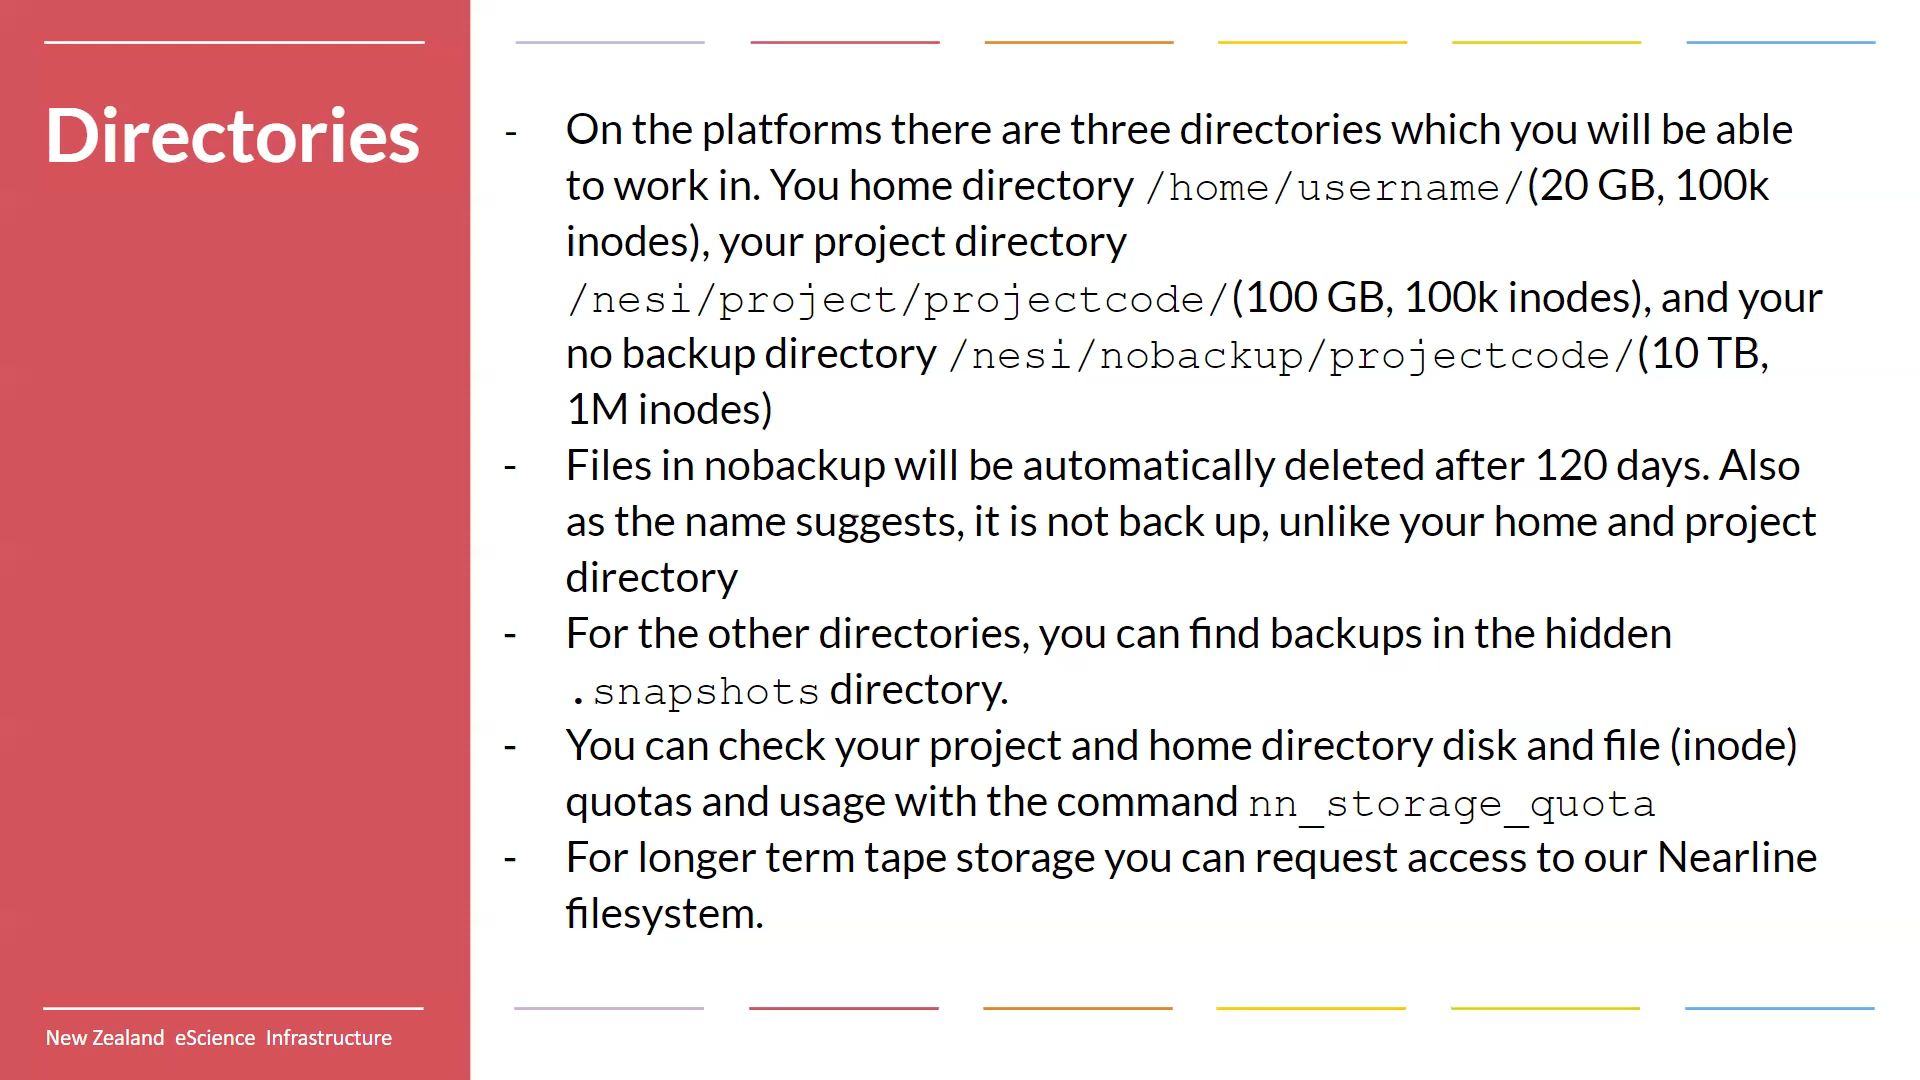 Directories
- On the platforms there are three directories which you will be able
to work in. You home directory /home/username/(20 GB, 100k
inodes), your project directory
/nesi/project/projectcode/(100 GB, 100k inodes), and your
no backup directory /nesi/nobackup/projectcode/(10 TB,
1M inodes)
- Files in nobackup will be automatically deleted after 120 days. Also
as the name suggests, it is not back up, unlike your home and project
directory
- For the other directories, you can find backups in the hidden
.snapshots directory.
- You can check your project and home directory disk and file (inode)
quotas and usage with the command nn_storage_quota
- For longer term tape storage you can request access to our Nearline
filesystem.
New Zealand eScience Infrastructure